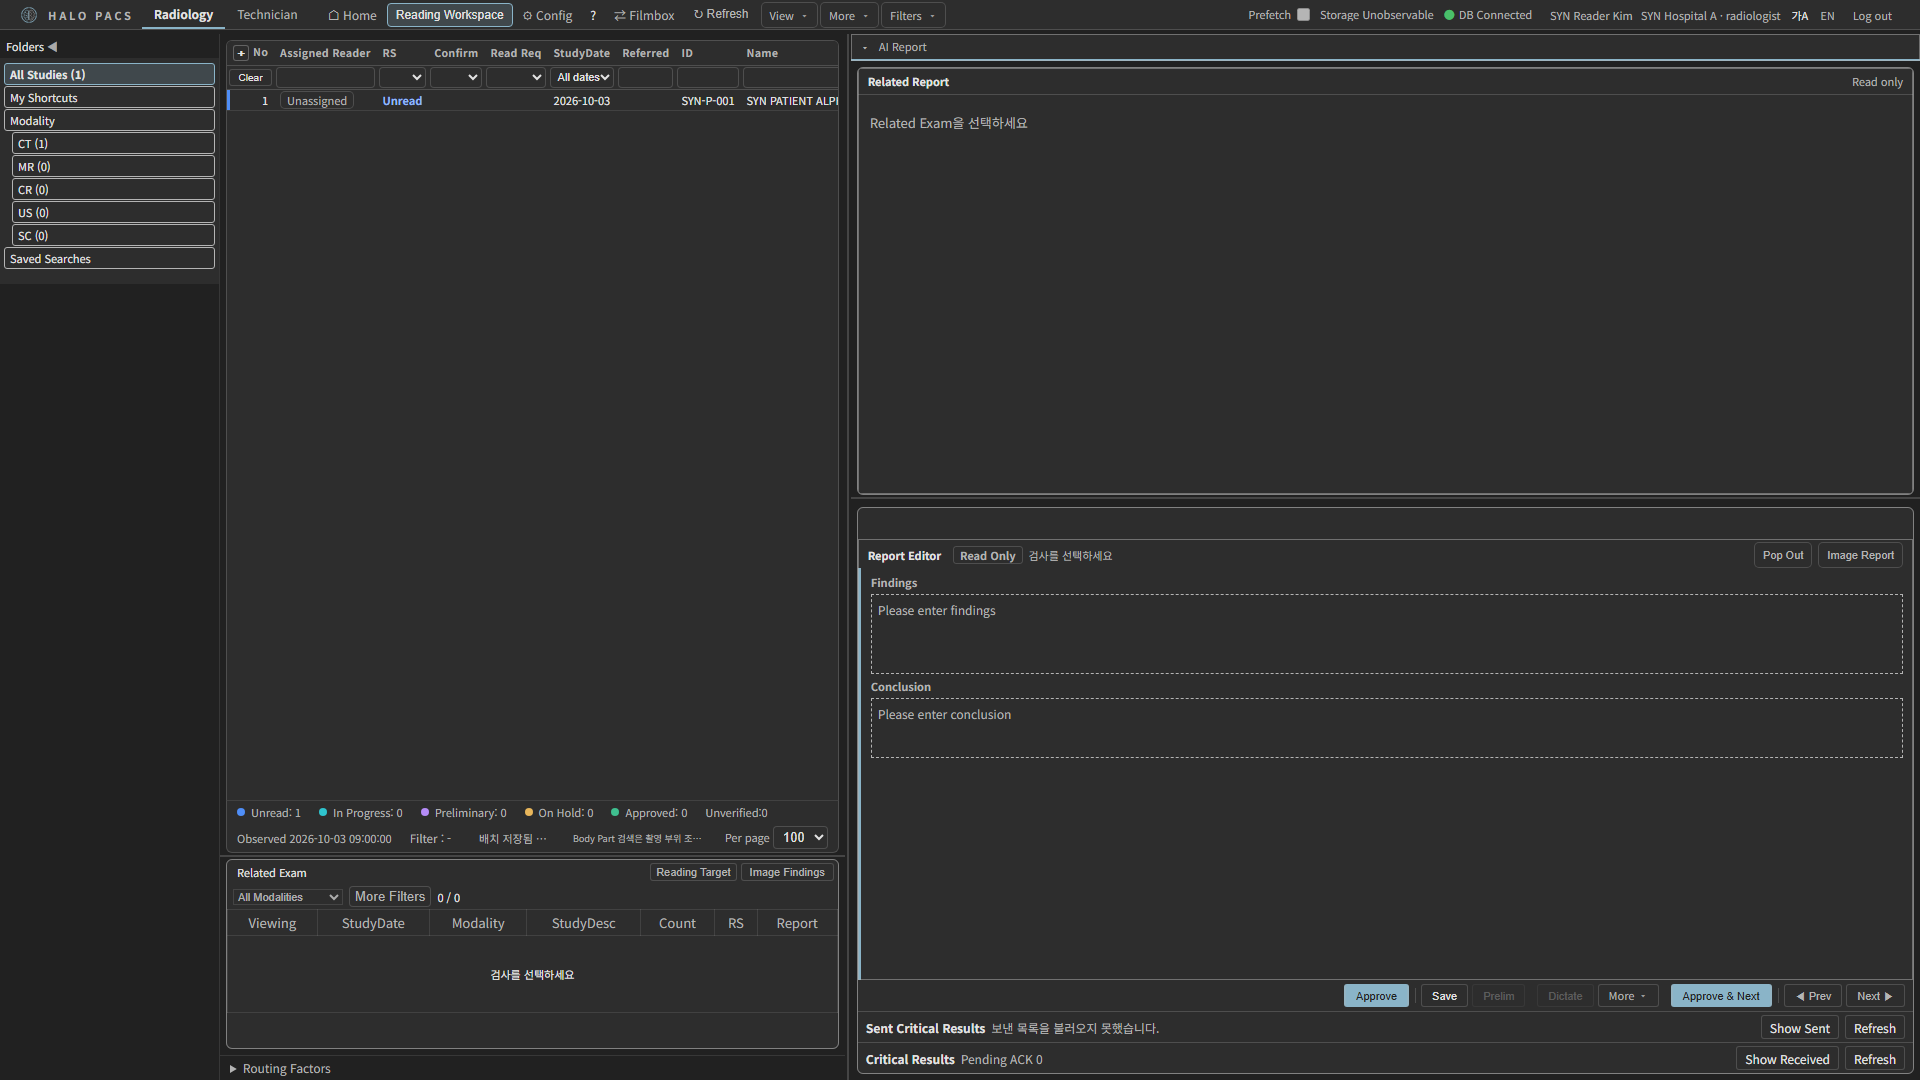 HALO PACS Radiology Technician Home Reading Workspace Config ? Filmbox Refresh View More Filters Prefetch Storage Unobservable DB Connected SYN Reader Kim SYN Hospital A · radiologist 가A EN Log out
Folders
All Studies (1)
My Shortcuts
Modality
CT (1)
MR (0)
CR (0)
US (0)
SC (0)
Saved Searches
No Assigned Reader RS Confirm Read Req StudyDate Referred ID Name
Clear All dates
1 Unassigned Unread 2026-10-03 SYN-P-001 SYN PATIENT ALP
Unread: 1 In Progress: 0 Preliminary: 0 On Hold: 0 Approved: 0 Unverified:0
Observed 2026-10-03 09:00:00 Filter : - 배치 저장됨 ··· Body Part 검색은 촬영 부위 조··· Per page 100
Related Exam Reading Target Image Findings
All Modalities More Filters 0 / 0
Viewing StudyDate Modality StudyDesc Count RS Report
검사를 선택하세요
Routing Factors
AI Report
Related Report Read only
Related Exam을 선택하세요
Report Editor Read Only 검사를 선택하세요 Pop Out Image Report
Findings
Please enter findings
Conclusion
Please enter conclusion
Approve Save Prelim Dictate More Approve & Next Prev Next
Sent Critical Results 보낸 목록을 불러오지 못했습니다. Show Sent Refresh
Critical Results Pending ACK 0 Show Received Refresh